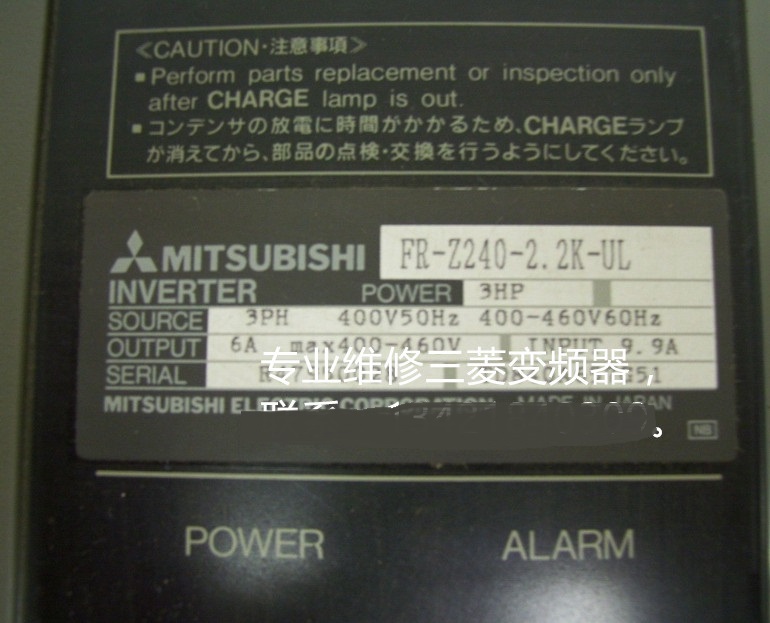 ≪CAUTION・注意事項≫
▪Perform parts replacement or inspection only
after CHARGE lamp is out.
▪コンデンサの放電に時間がかかるため、CHARGEランプ
が消えてから、部品の点検・交換を行うようにしてください。
MITSUBISHI FR-Z240-2.2K-UL
INVERTER POWER 3HP
SOURCE 3PH 400V50Hz 400-460V60Hz
OUTPUT 6A max400-460V INPUT 9.9A
SERIAL
专业维修三菱变频器，
MITSUBISHI ELECTRIC CORPORATION MADE IN JAPAN
NB
POWER ALARM